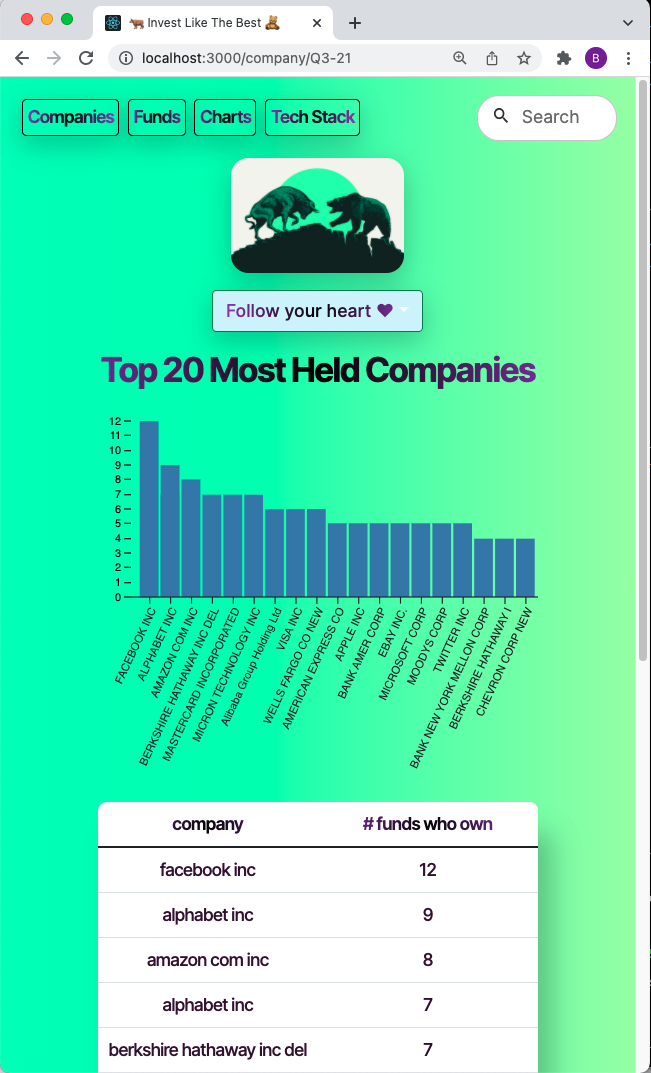 🐂 Invest Like The Best 🧸
localhost:3000/company/Q3-21
B
Companies Funds Charts Tech Stack Search
Follow your heart
Top 20 Most Held Companies
12
11
10
9
8
7
6
5
4
3
2
1
0
FACEBOOK INC
ALPHABET INC
AMAZON COM INC
BERKSHIRE HATHAWAY INC DEL
MASTERCARD INCORPORATED
MICRON TECHNOLOGY INC
Alibaba Group Holding Ltd
VISA INC
WELLS FARGO CO NEW
AMERICAN EXPRESS CO
APPLE INC
BANK AMER CORP
EBAY INC.
MICROSOFT CORP
MOODYS CORP
TWITTER INC
BANK NEW YORK MELLON CORP
BERKSHIRE HATHAWAY I
CHEVRON CORP NEW
company # funds who own
facebook inc 12
alphabet inc 9
amazon com inc 8
alphabet inc 7
berkshire hathaway inc del 7